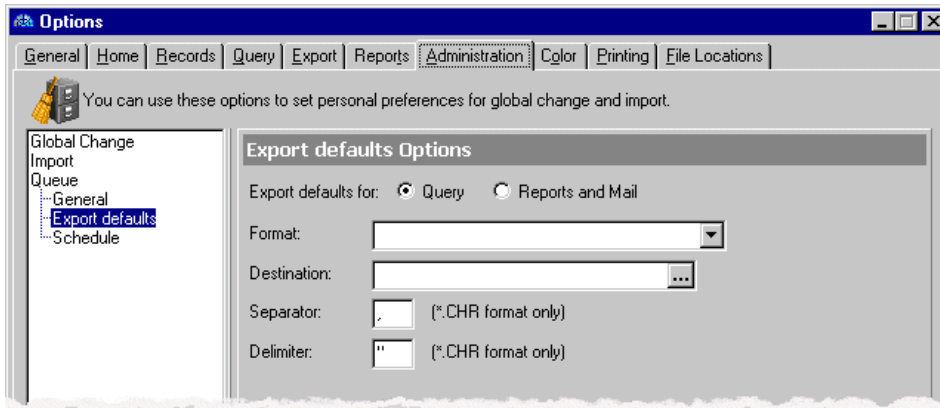 Options
General Home Records Query Export Reports Administration Color Printing File Locations
You can use these options to set personal preferences for global change and import.
Global Change
Import
Queue
General
Export defaults
Schedule
Export defaults Options
Export defaults for: Query Reports and Mail
Format:
Destination: ...
Separator: , (*.CHR format only)
Delimiter: " (*.CHR format only)